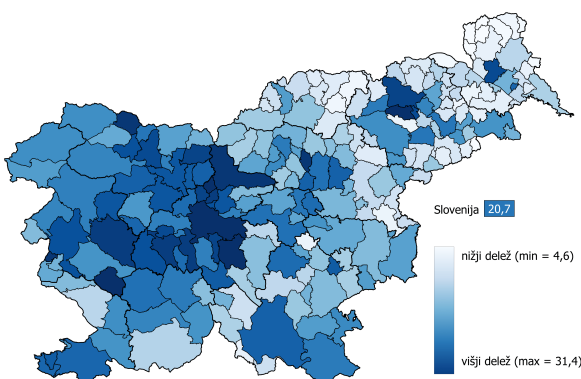 Slovenija 20,7
nižji delež (min = 4,6)
višji delež (max = 31,4)